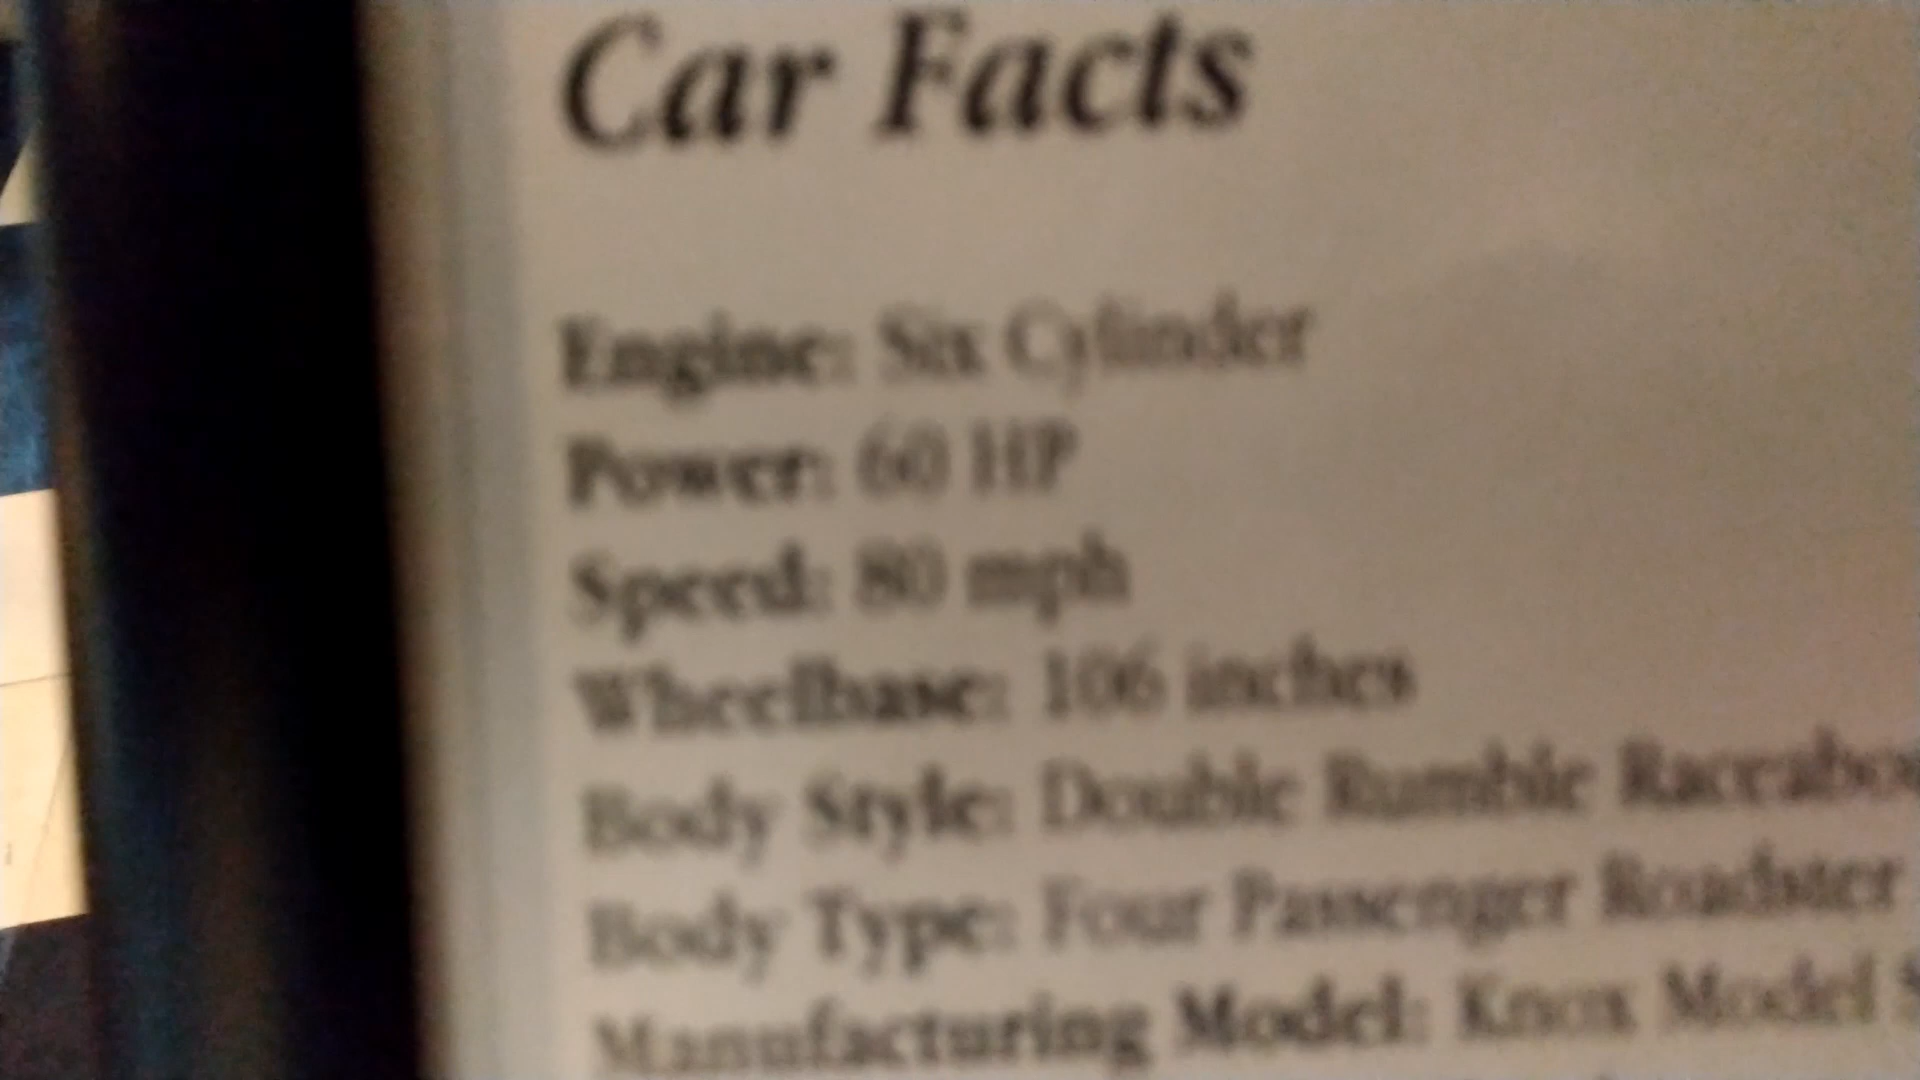 Car Facts
Engine: Six Cylinder
Power: 60 HP
Speed: 80 mph
Wheelbase: 106 inches
Body Style: Double Rumble Raceabou
Body Type: Four Passenger Roadster
Manufacturing Model: Knox Model S